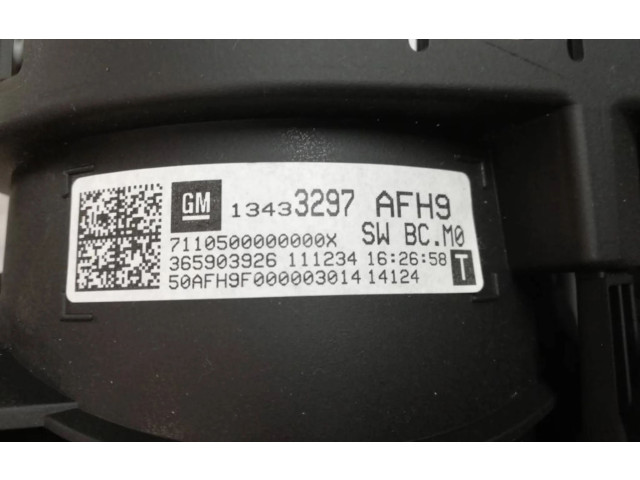 GM 13433297 AFH9
7110500000000X SW BC.M0
365903926 111234 16:26:58 T
50AFH9F000003014 14124